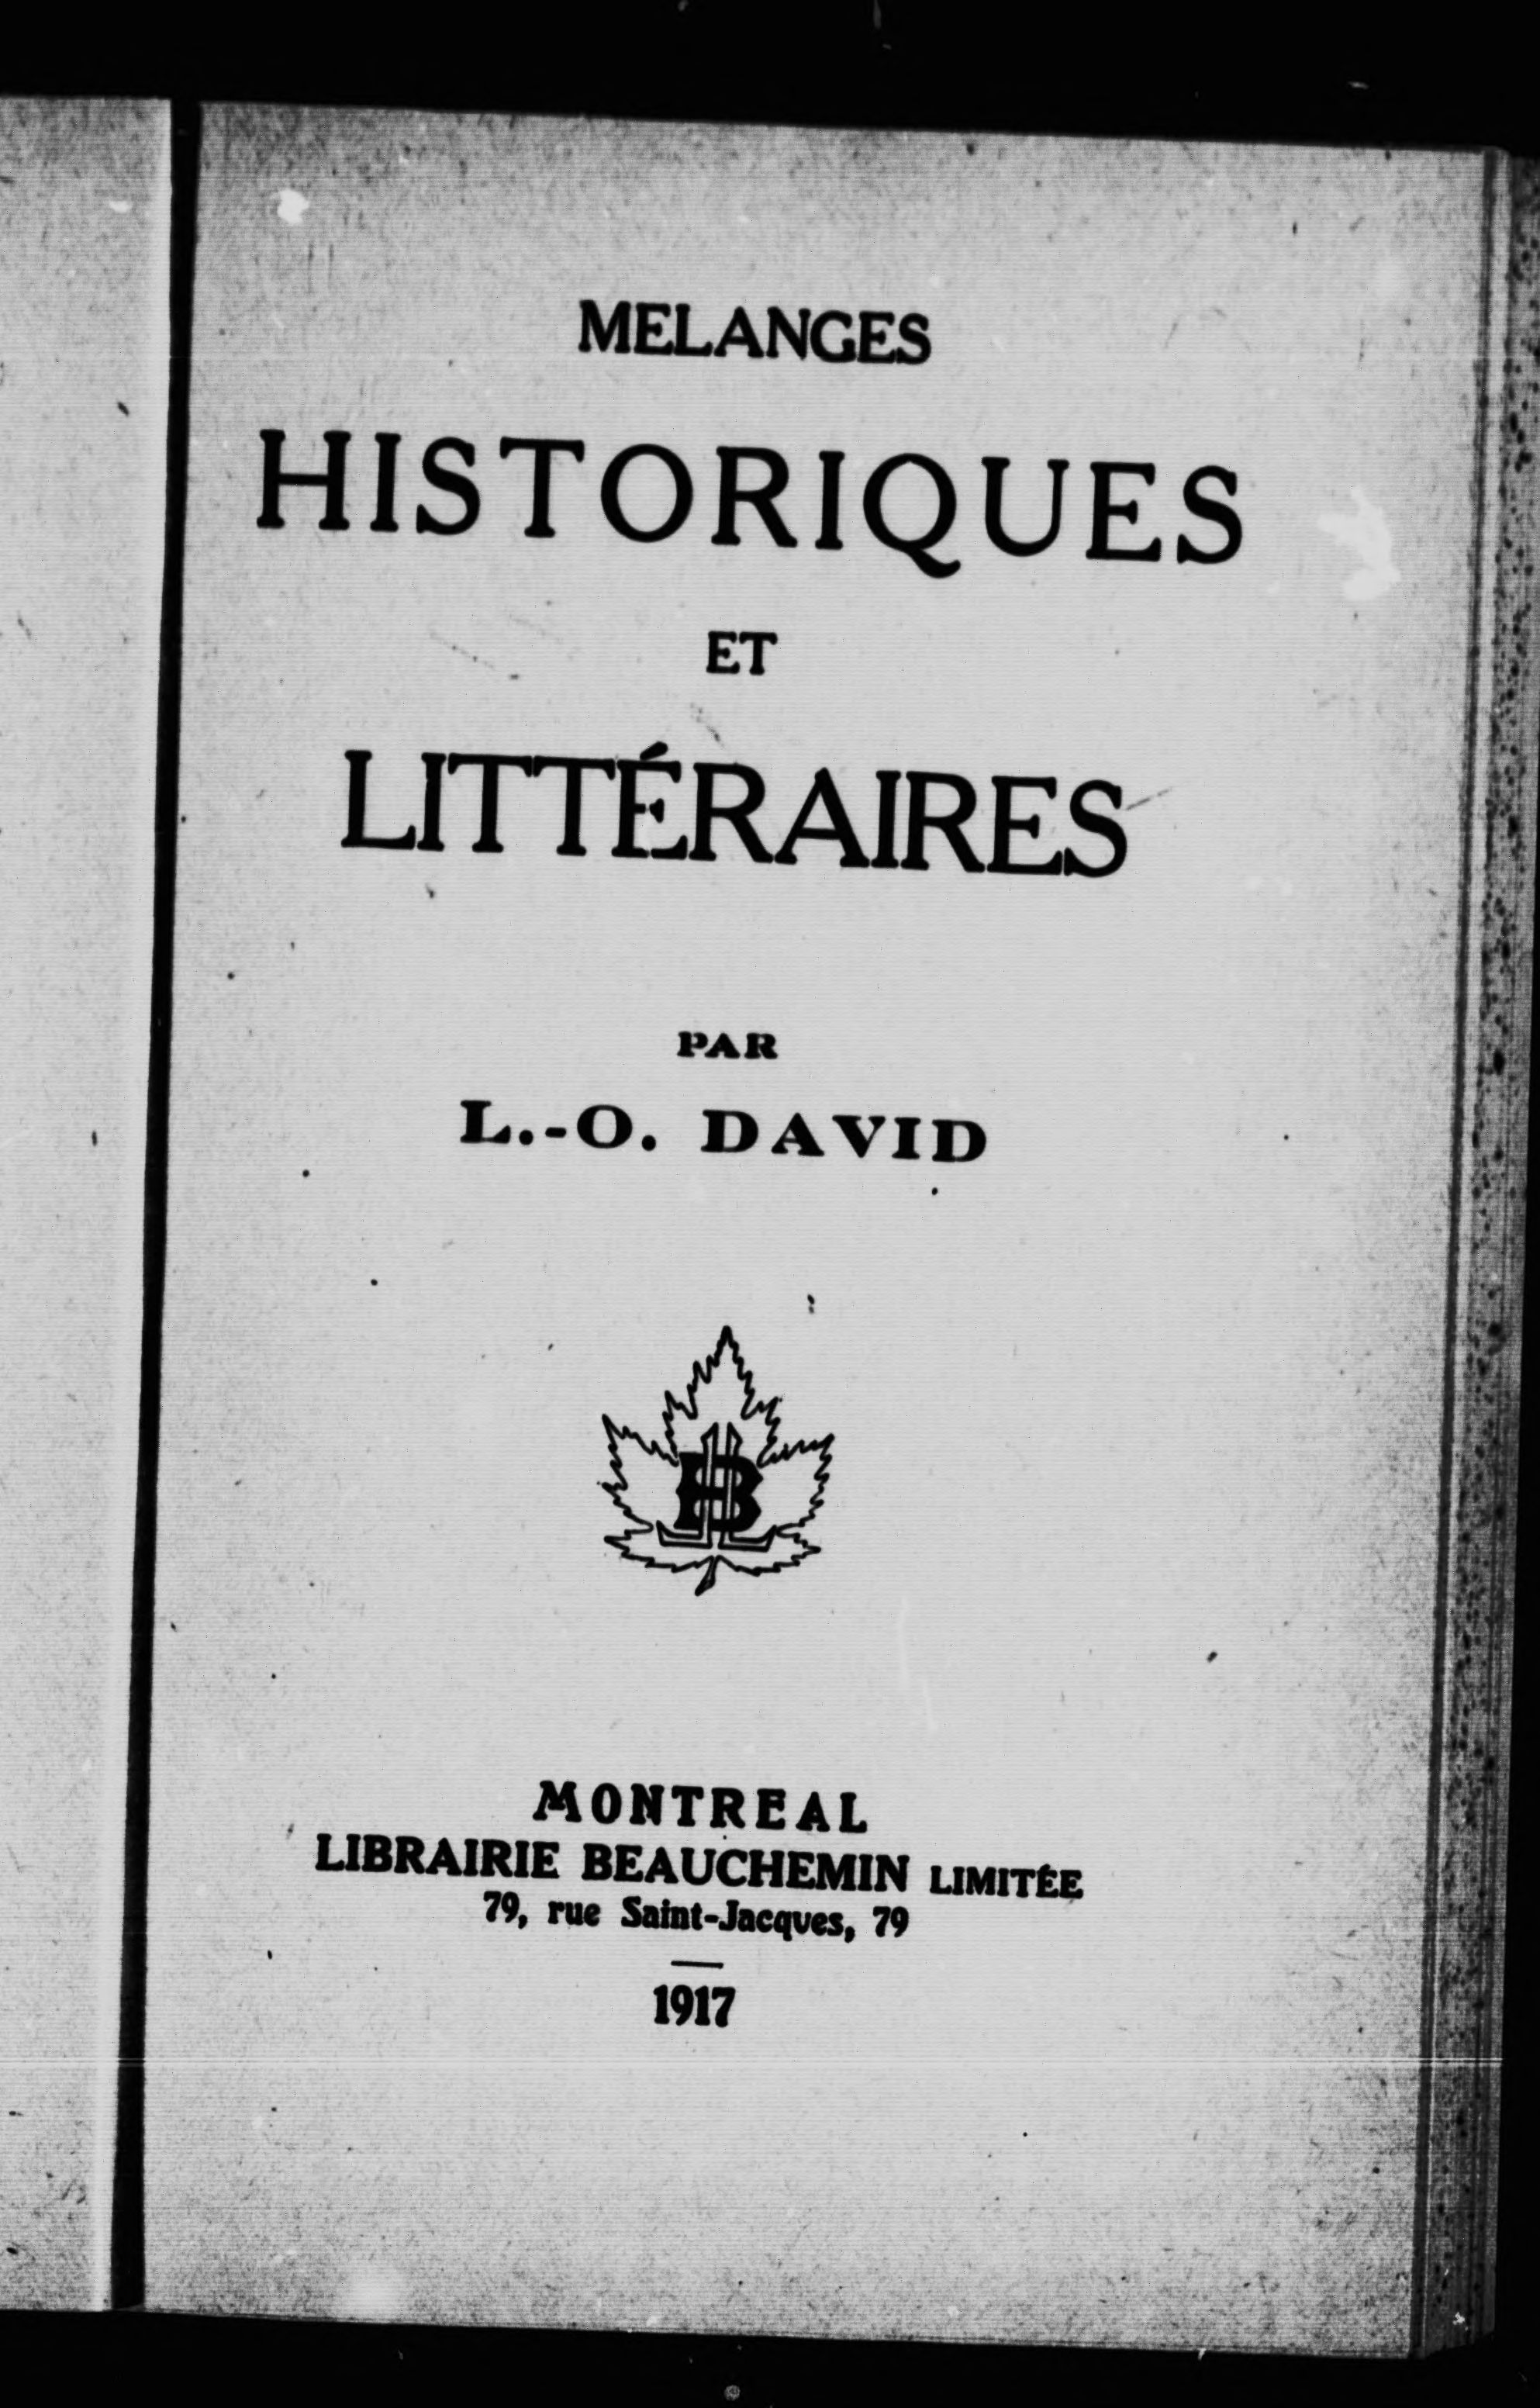 MELANGES
HISTORIQUES
ET
LITTÉRAIRES
PAR
L.-O. DAVID
MONTREAL
LIBRAIRIE BEAUCHEMIN LIMITÉE
79, rue Saint-Jacques, 79
1917